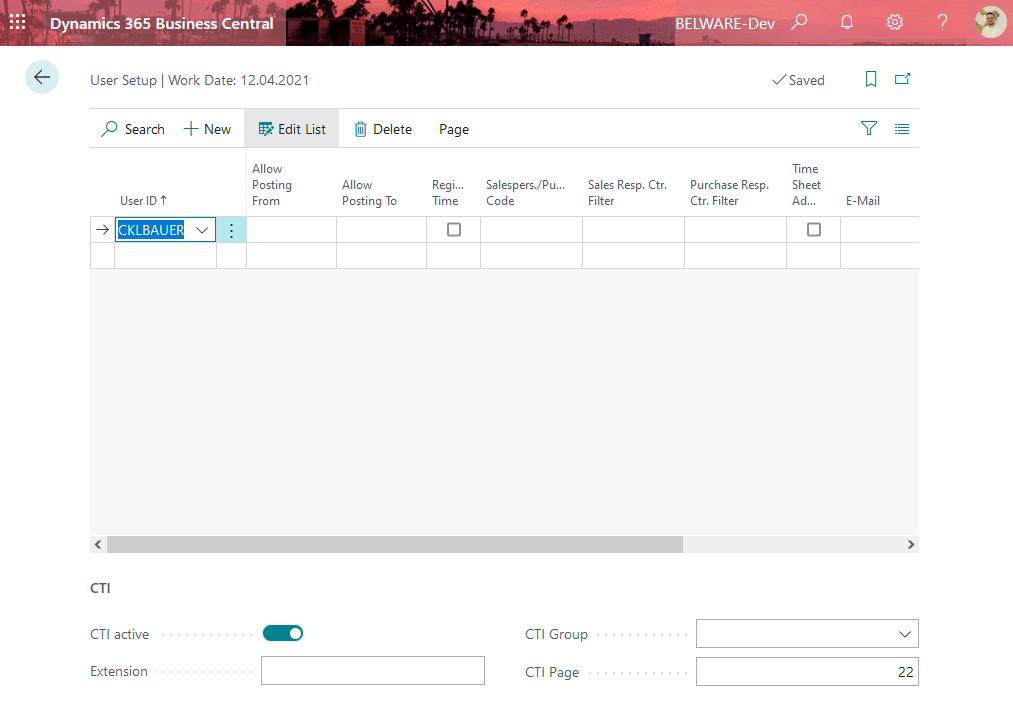 Dynamics 365 Business Central
BELWARE-Dev
?
User Setup | Work Date: 12.04.2021
Saved
Search
New
Edit List
Delete
Page
User ID ↑
Allow
Posting
From
Allow
Posting To
Regi...
Time
Salespers./Pu...
Code
Sales Resp. Ctr.
Filter
Purchase Resp.
Ctr. Filter
Time
Sheet
Ad...
E-Mail
CKLBAUER
CTI
CTI active
CTI Group
Extension
CTI Page
22